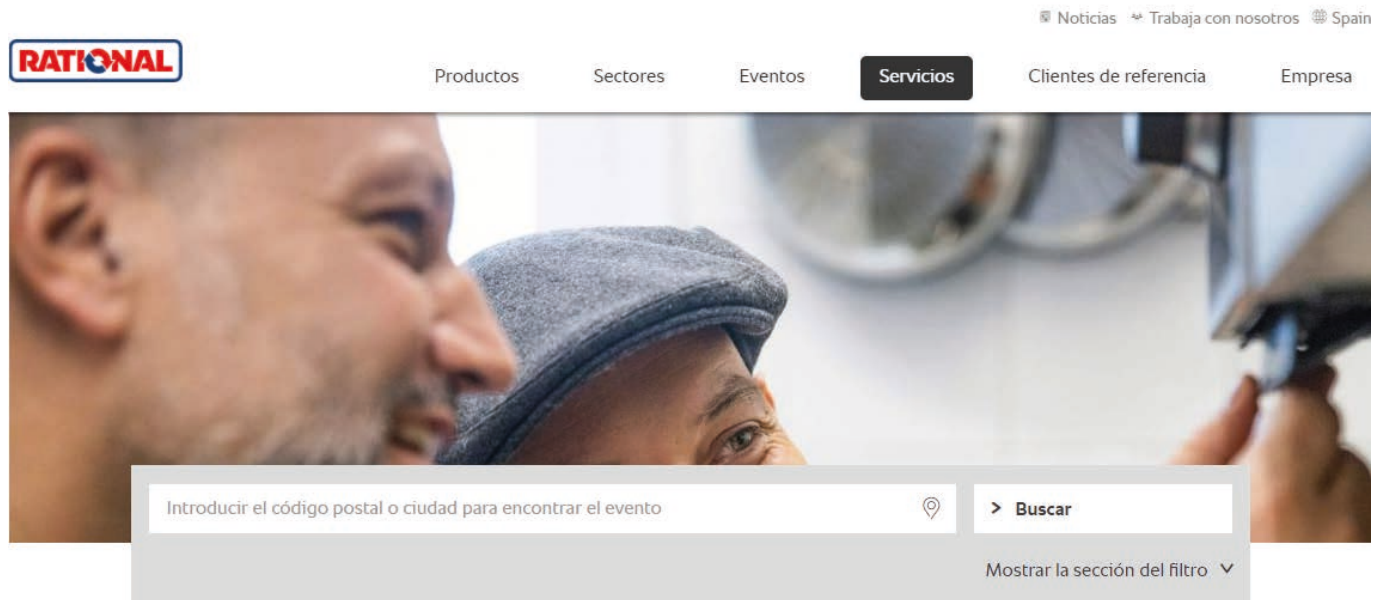 Noticias Trabaja con nosotros Spain
RATIONAL
Productos Sectores Eventos Servicios Clientes de referencia Empresa
Introducir el código postal o ciudad para encontrar el evento
> Buscar
Mostrar la sección del filtro